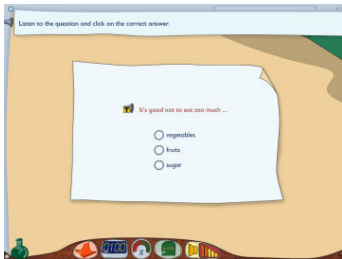 Listen to the question and click on the correct answer.
It's good not to eat too much ...
vegetables
fruits
sugar